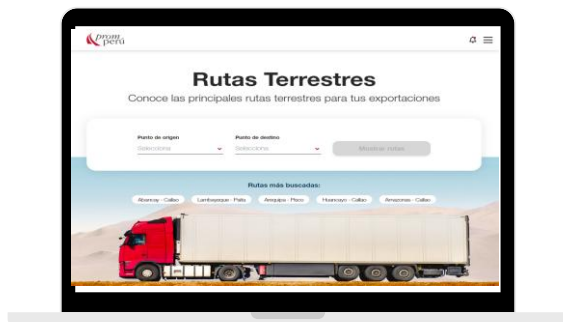 prom
perú
Rutas Terrestres
Conoce las principales rutas terrestres para tus exportaciones
Punto de origen
Punto de destino
Selecciona
Selecciona
Mostrar rutas
Rutas más buscadas:
Abancay - Callao
Lambayeque - Paita
Arequipa - Pisco
Huancayo - Callao
Amazonas - Callao